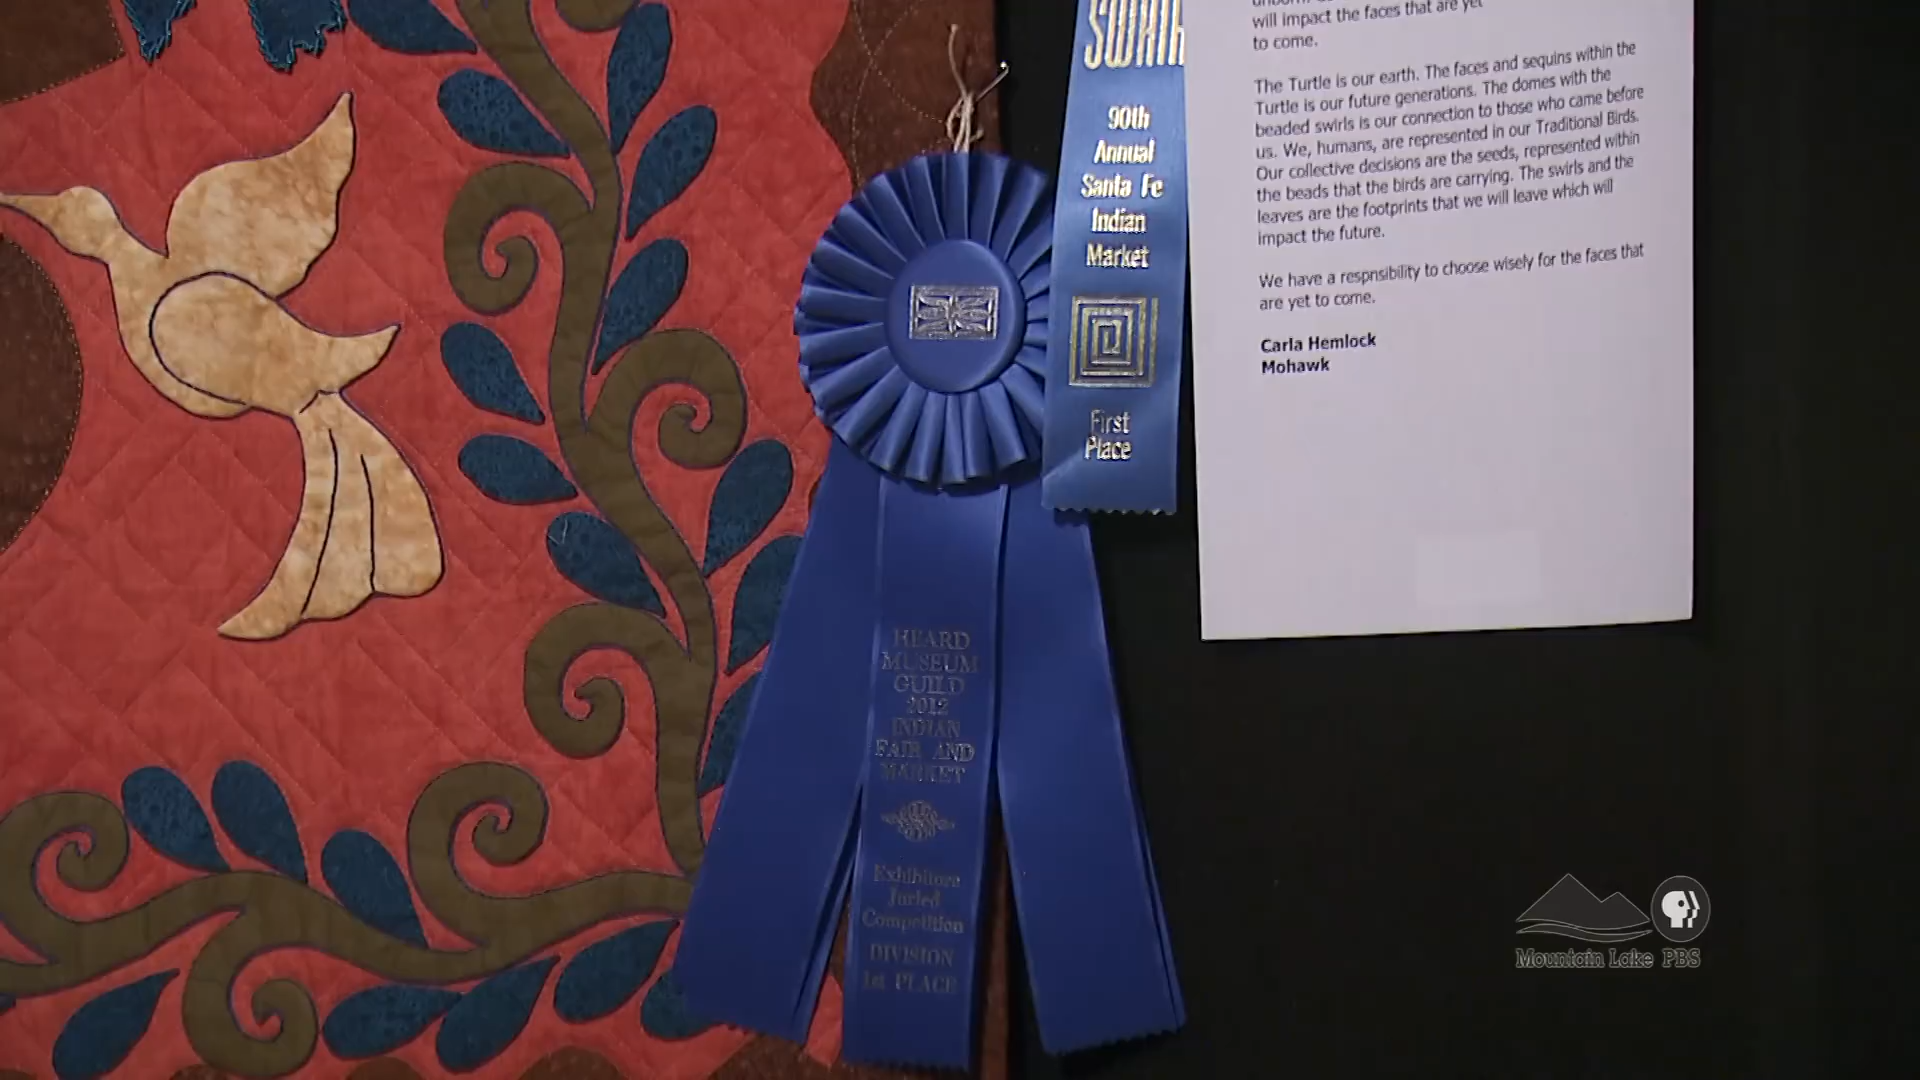 SWAIA
90th
Annual
Santa Fe
Indian
Market
First
Place
will impact the faces that are yet
to come.
The Turtle is our earth. The faces and sequins within the
Turtle is our future generations. The domes with the
beaded swirls is our connection to those who came before
us. We, humans, are represented in our Traditional Birds.
Our collective decisions are the seeds, represented within
the beads that the birds are carrying. The swirls and the
leaves are the footprints that we will leave which will
impact the future.
We have a respnsibility to choose wisely for the faces that
are yet to come.
Carla Hemlock
Mohawk
HEARD
MUSEUM
GUILD
2012
INDIAN
FAIR AND
MARKET
Exhibitors
Juried
Competition
DIVISION
1st PLACE
Mountain Lake PBS